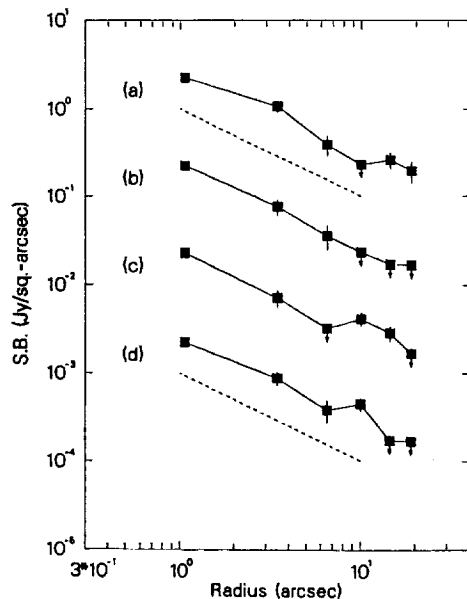 10¹
10⁰
10⁻¹
10⁻²
10⁻³
10⁻⁴
10⁻⁵
S.B. (Jy/sq.-arcsec)
(a)
(b)
(c)
(d)
3*10⁻¹
10⁰
10¹
Radius (arcsec)